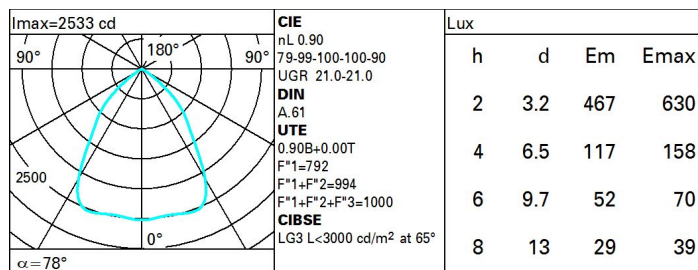 Imax=2533 cd
90° 180° 90°
2500
0°
α=78°
CIE
nL 0.90
79-99-100-100-90
UGR 21.0-21.0
DIN
A.61
UTE
0.90B+0.00T
F"1=792
F"1+F"2=994
F"1+F"2+F"3=1000
CIBSE
LG3 L<3000 cd/m² at 65°
Lux
h d Em Emax
2 3.2 467 630
4 6.5 117 158
6 9.7 52 70
8 13 29 39